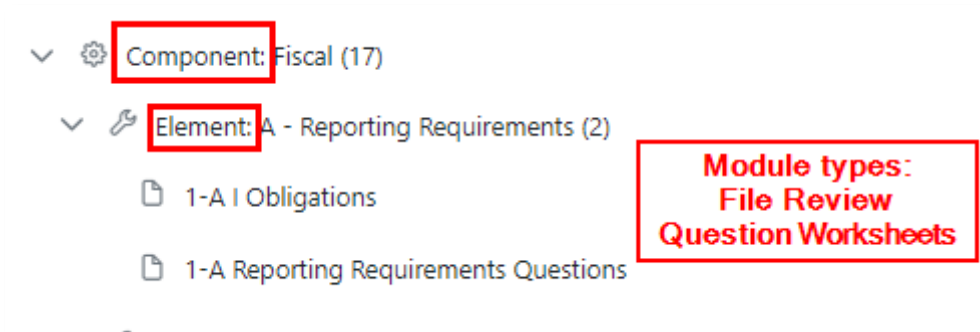 Component: Fiscal (17)
Element: A - Reporting Requirements (2)
1-A I Obligations
1-A Reporting Requirements Questions
Module types:
File Review
Question Worksheets